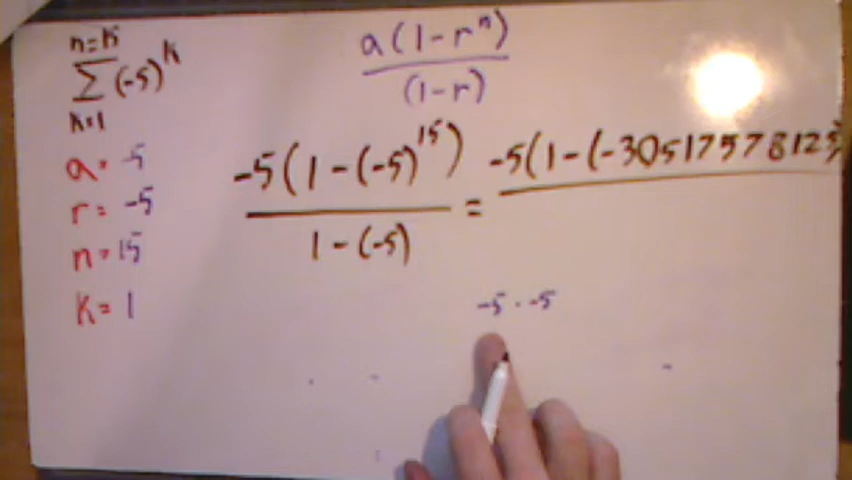 n=15
∑(-5)^k
k=1
a(1-r^n)
(1-r)
a= -5
r= -5
n=15
k= 1
-5(1-(-5)^15)
1-(-5)
=
-5(1-(-30517578125)
-5 · -5